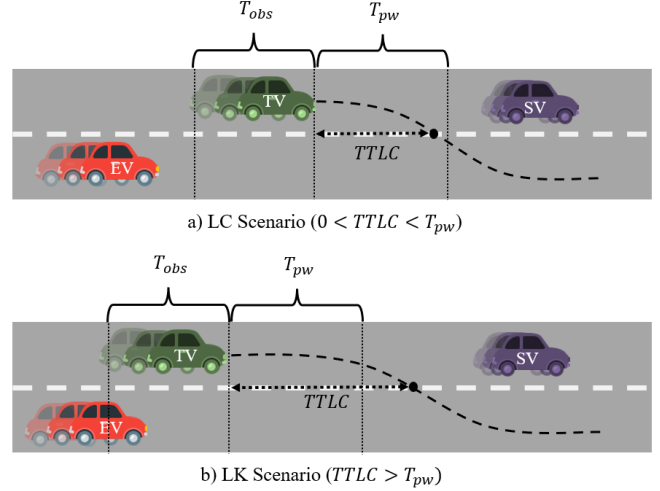 T_obs T_pw
TV SV
TTLC
EV
a) LC Scenario (0 < TTLC < T_pw)
T_obs T_pw
TV SV
TTLC
EV
b) LK Scenario (TTLC > T_pw)